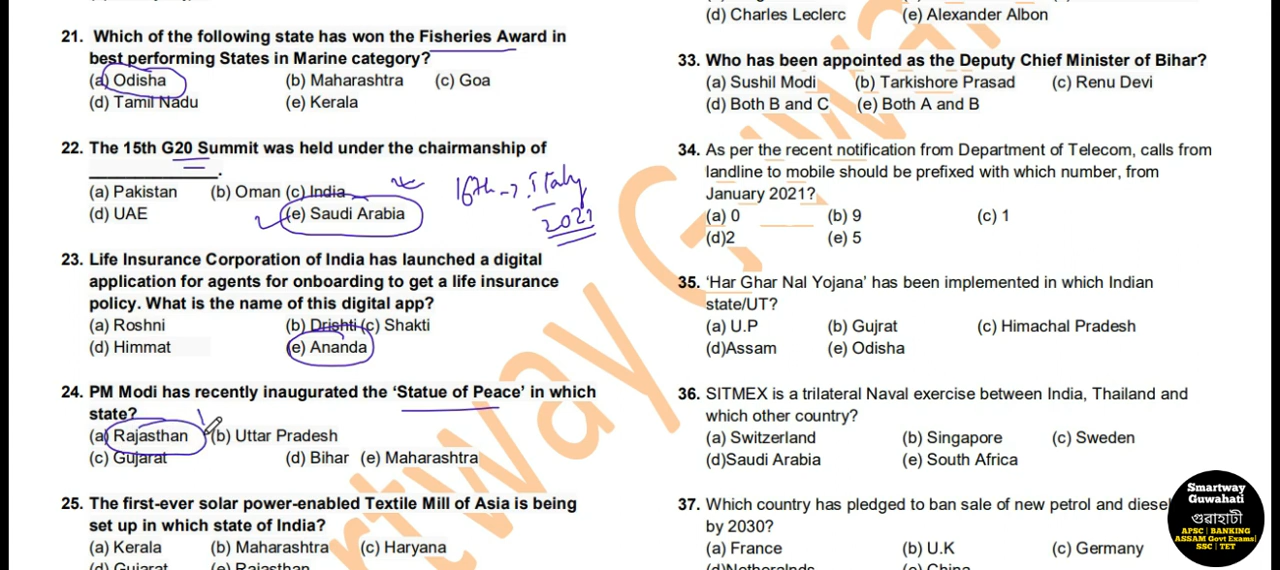 21. Which of the following state has won the Fisheries Award in
best performing States in Marine category?
(a) Odisha (b) Maharashtra (c) Goa
(d) Tamil Nadu (e) Kerala
22. The 15th G20 Summit was held under the chairmanship of
____________.
(a) Pakistan (b) Oman (c) India
(d) UAE (e) Saudi Arabia
16th -> Italy
2021
23. Life Insurance Corporation of India has launched a digital
application for agents for onboarding to get a life insurance
policy. What is the name of this digital app?
(a) Roshni (b) Drishti (c) Shakti
(d) Himmat (e) Ananda
24. PM Modi has recently inaugurated the ‘Statue of Peace’ in which
state?
(a) Rajasthan (b) Uttar Pradesh
(c) Gujarat (d) Bihar (e) Maharashtra
25. The first-ever solar power-enabled Textile Mill of Asia is being
set up in which state of India?
(a) Kerala (b) Maharashtra (c) Haryana
(d) Gujarat (e) Rajasthan
(d) Charles Leclerc (e) Alexander Albon
33. Who has been appointed as the Deputy Chief Minister of Bihar?
(a) Sushil Modi (b) Tarkishore Prasad (c) Renu Devi
(d) Both B and C (e) Both A and B
34. As per the recent notification from Department of Telecom, calls from
landline to mobile should be prefixed with which number, from
January 2021?
(a) 0 (b) 9 (c) 1
(d)2 (e) 5
35. ‘Har Ghar Nal Yojana’ has been implemented in which Indian
state/UT?
(a) U.P (b) Gujrat (c) Himachal Pradesh
(d)Assam (e) Odisha
36. SITMEX is a trilateral Naval exercise between India, Thailand and
which other country?
(a) Switzerland (b) Singapore (c) Sweden
(d)Saudi Arabia (e) South Africa
37. Which country has pledged to ban sale of new petrol and diesel
by 2030?
(a) France (b) U.K (c) Germany
(d)Netherlnds (e) China
Smartway
Guwahati
গুৱাহাটী
APSC | BANKING
ASSAM Govt Exams|
SSC | TET